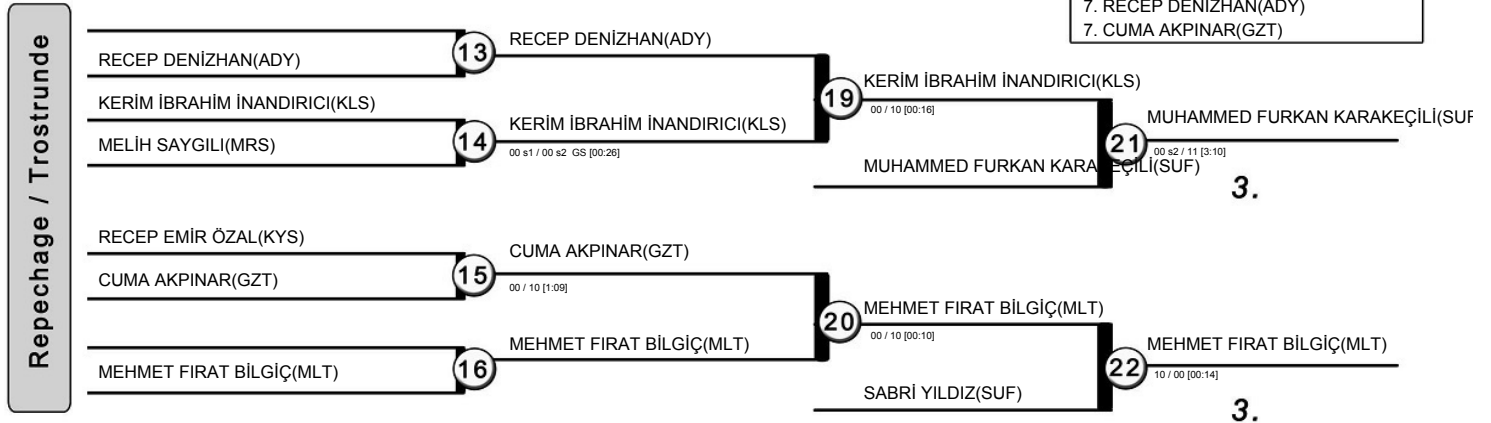 7. RECEP DENİZHAN(ADY)
7. CUMA AKPINAR(GZT)
Repechage / Trostrunde
RECEP DENİZHAN(ADY)
13
RECEP DENİZHAN(ADY)
KERİM İBRAHİM İNANDIRICI(KLS)
MELİH SAYGILI(MRS)
14
KERİM İBRAHİM İNANDIRICI(KLS)
00 s1 / 00 s2 GS [00:26]
19
KERİM İBRAHİM İNANDIRICI(KLS)
00 / 10 [00:16]
MUHAMMED FURKAN KARAKEÇİLİ(SUF)
21
MUHAMMED FURKAN KARAKEÇİLİ(SUF
00 s2 / 11 [3:10]
3.
RECEP EMİR ÖZAL(KYS)
CUMA AKPINAR(GZT)
15
CUMA AKPINAR(GZT)
00 / 10 [1:09]
MEHMET FIRAT BİLGİÇ(MLT)
16
MEHMET FIRAT BİLGİÇ(MLT)
20
MEHMET FIRAT BİLGİÇ(MLT)
00 / 10 [00:10]
SABRİ YILDIZ(SUF)
22
MEHMET FIRAT BİLGİÇ(MLT)
10 / 00 [00:14]
3.